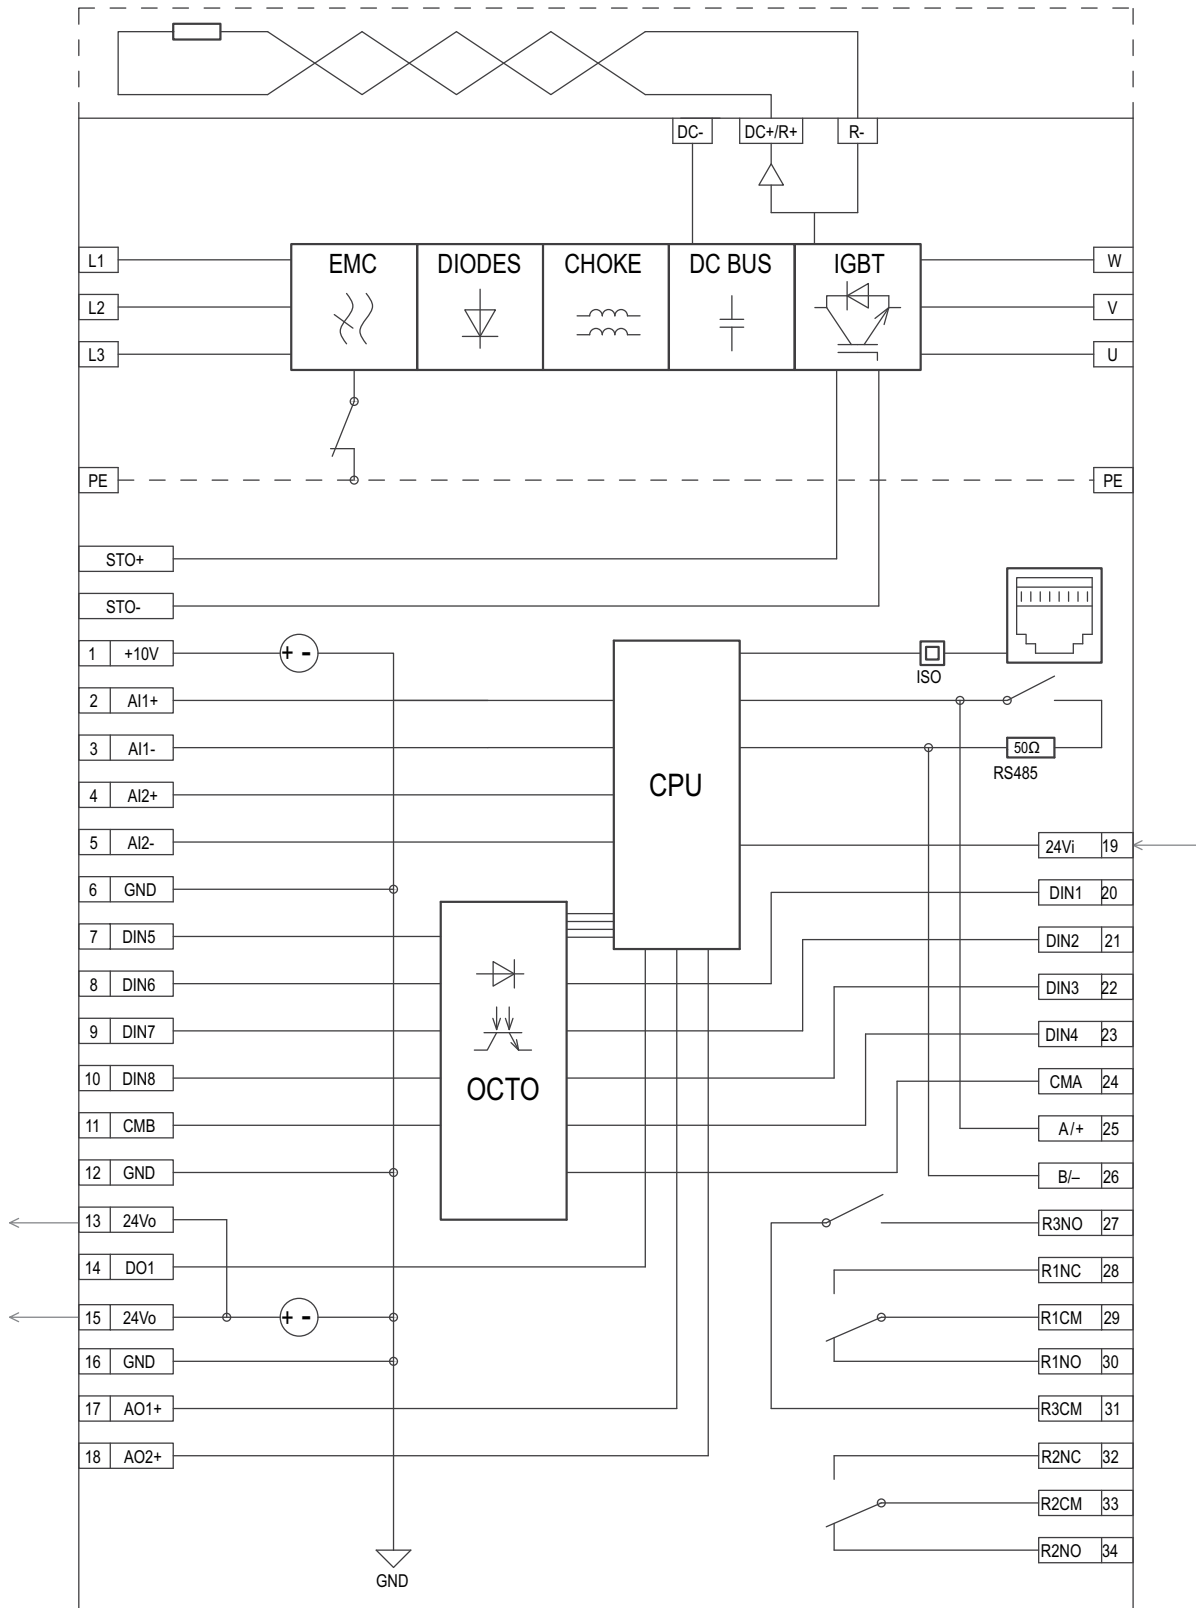 DC- DC+/R+ R-
L1 EMC DIODES CHOKE DC BUS IGBT W
L2 V
L3 U
PE PE
STO+
STO-
1 +10V + - ISO
2 AI1+
3 AI1- 50Ω
RS485
CPU
4 AI2+
5 AI2- 24Vi 19
6 GND DIN1 20
7 DIN5 DIN2 21
8 DIN6 DIN3 22
9 DIN7 DIN4 23
10 DIN8 OCTO CMA 24
11 CMB A/+ 25
12 GND B/– 26
13 24Vo R3NO 27
14 DO1 R1NC 28
15 24Vo + - R1CM 29
16 GND R1NO 30
17 AO1+ R3CM 31
18 AO2+ R2NC 32
R2CM 33
R2NO 34
GND